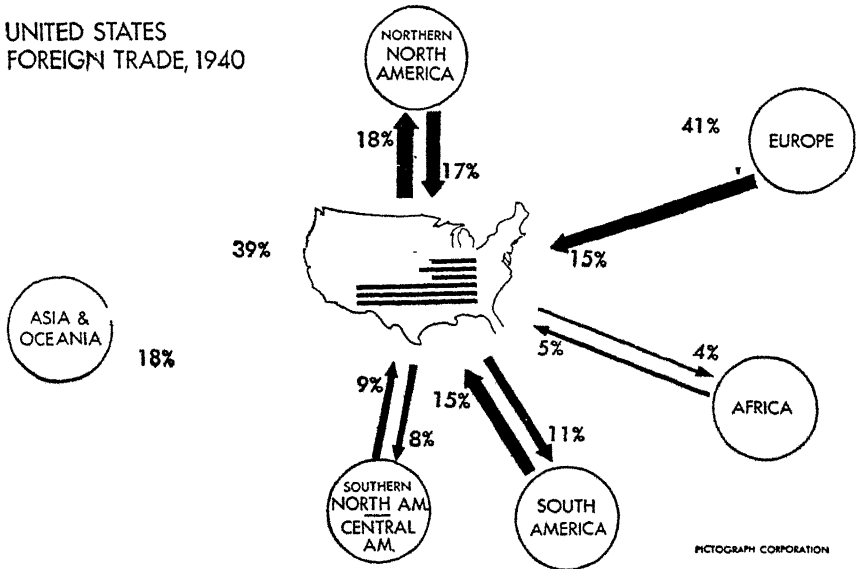 UNITED STATES
FOREIGN TRADE, 1940
NORTHERN
NORTH
AMERICA
18%
17%
41%
EUROPE
15%
39%
ASIA &
OCEANIA
18%
5%
4%
AFRICA
9%
8%
15%
11%
SOUTHERN
NORTH AM.
CENTRAL
AM.
SOUTH
AMERICA
PICTOGRAPH CORPORATION